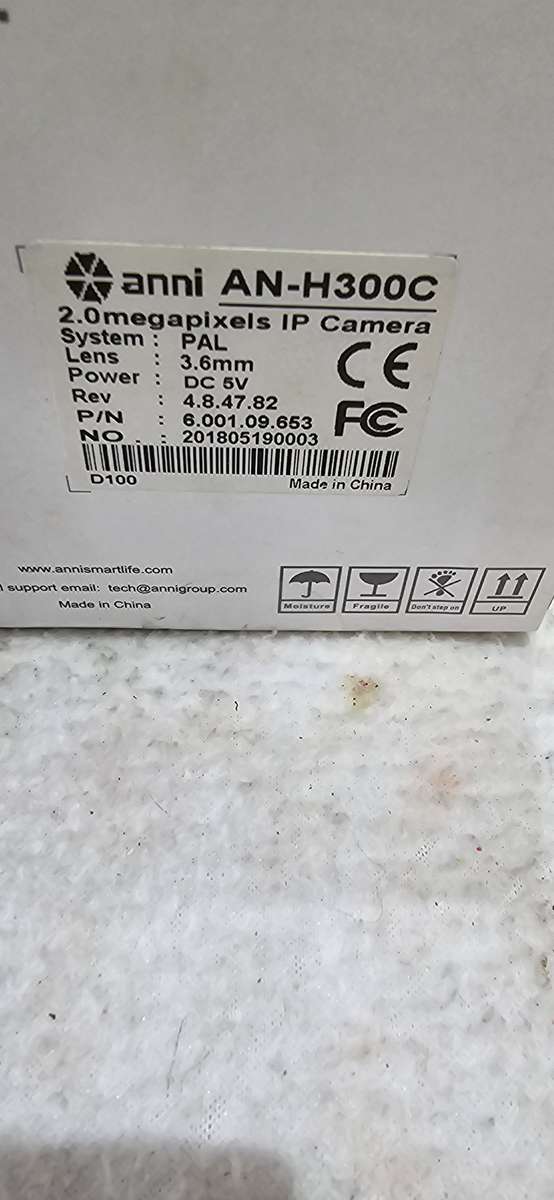 anni AN-H300C
2.0megapixels IP Camera
System : PAL
Lens : 3.6mm
Power : DC 5V
Rev : 4.8.47.82
P/N : 6.001.09.653
NO . : 201805190003
CE
FC
D100 Made in China
www.annismartlife.com
support email: tech@annigroup.com
Made in China
Moisture Fragile Don't step on UP